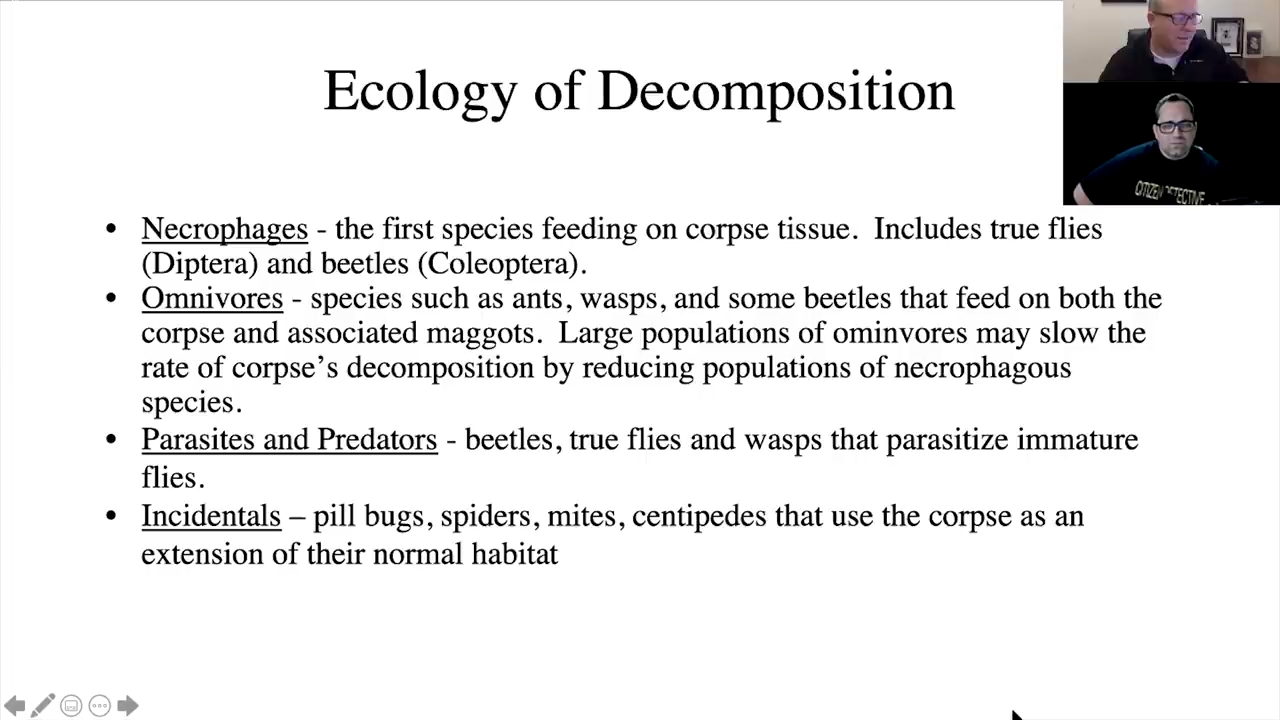 Ecology of Decomposition
• Necrophages - the first species feeding on corpse tissue. Includes true flies
(Diptera) and beetles (Coleoptera).
• Omnivores - species such as ants, wasps, and some beetles that feed on both the
corpse and associated maggots. Large populations of ominvores may slow the
rate of corpse’s decomposition by reducing populations of necrophagous
species.
• Parasites and Predators - beetles, true flies and wasps that parasitize immature
flies.
• Incidentals – pill bugs, spiders, mites, centipedes that use the corpse as an
extension of their normal habitat
CITIZEN DETECTIVE